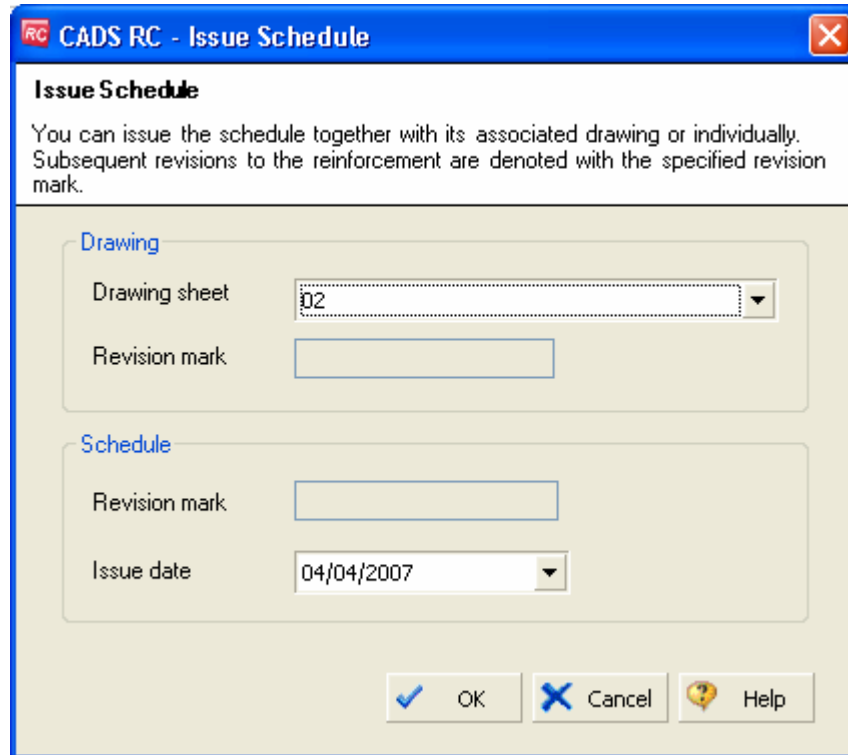 RC CADS RC - Issue Schedule
Issue Schedule
You can issue the schedule together with its associated drawing or individually.
Subsequent revisions to the reinforcement are denoted with the specified revision
mark.
Drawing
Drawing sheet 02
Revision mark
Schedule
Revision mark
Issue date 04/04/2007
OK Cancel Help